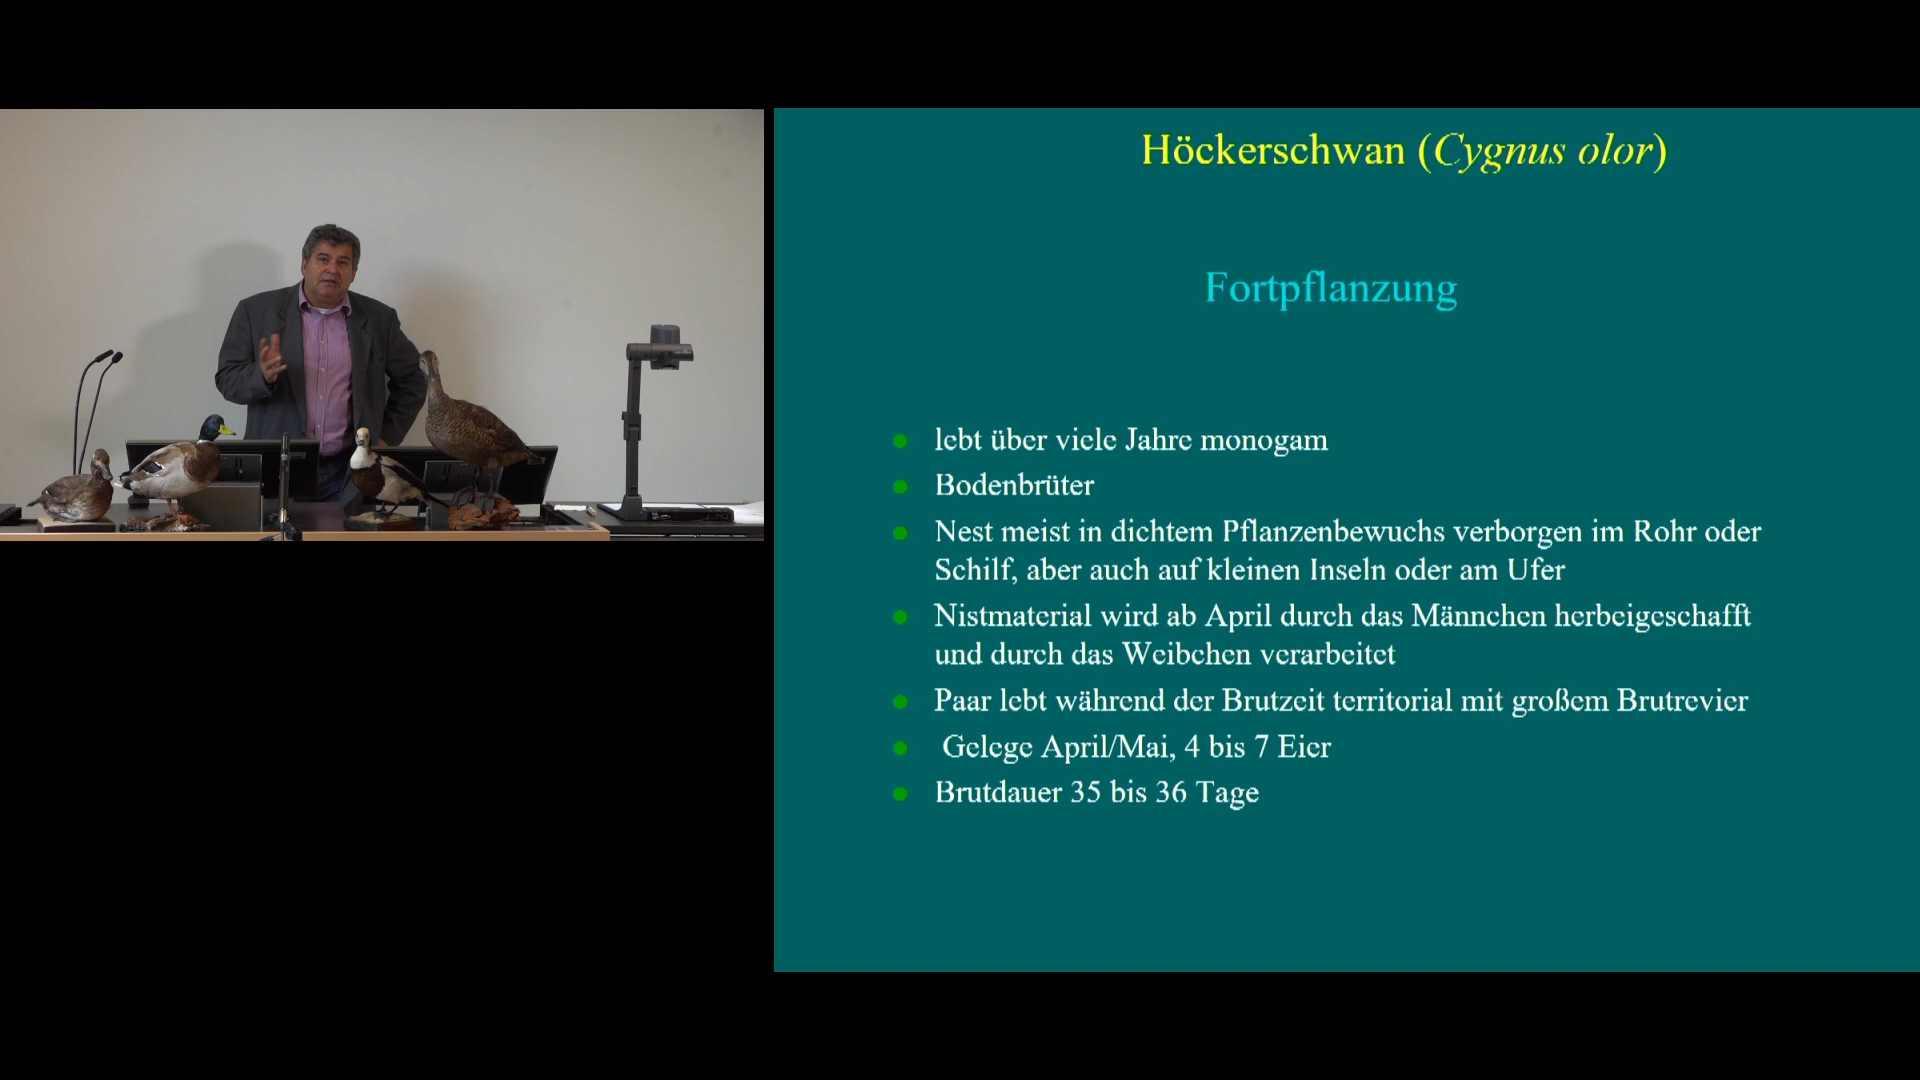 Höckerschwan (Cygnus olor)
Fortpflanzung
lebt über viele Jahre monogam
Bodenbrüter
Nest meist in dichtem Pflanzenbewuchs verborgen im Rohr oder
Schilf, aber auch auf kleinen Inseln oder am Ufer
Nistmaterial wird ab April durch das Männchen herbeigeschafft
und durch das Weibchen verarbeitet
Paar lebt während der Brutzeit territorial mit großem Brutrevier
Gelege April/Mai, 4 bis 7 Eier
Brutdauer 35 bis 36 Tage